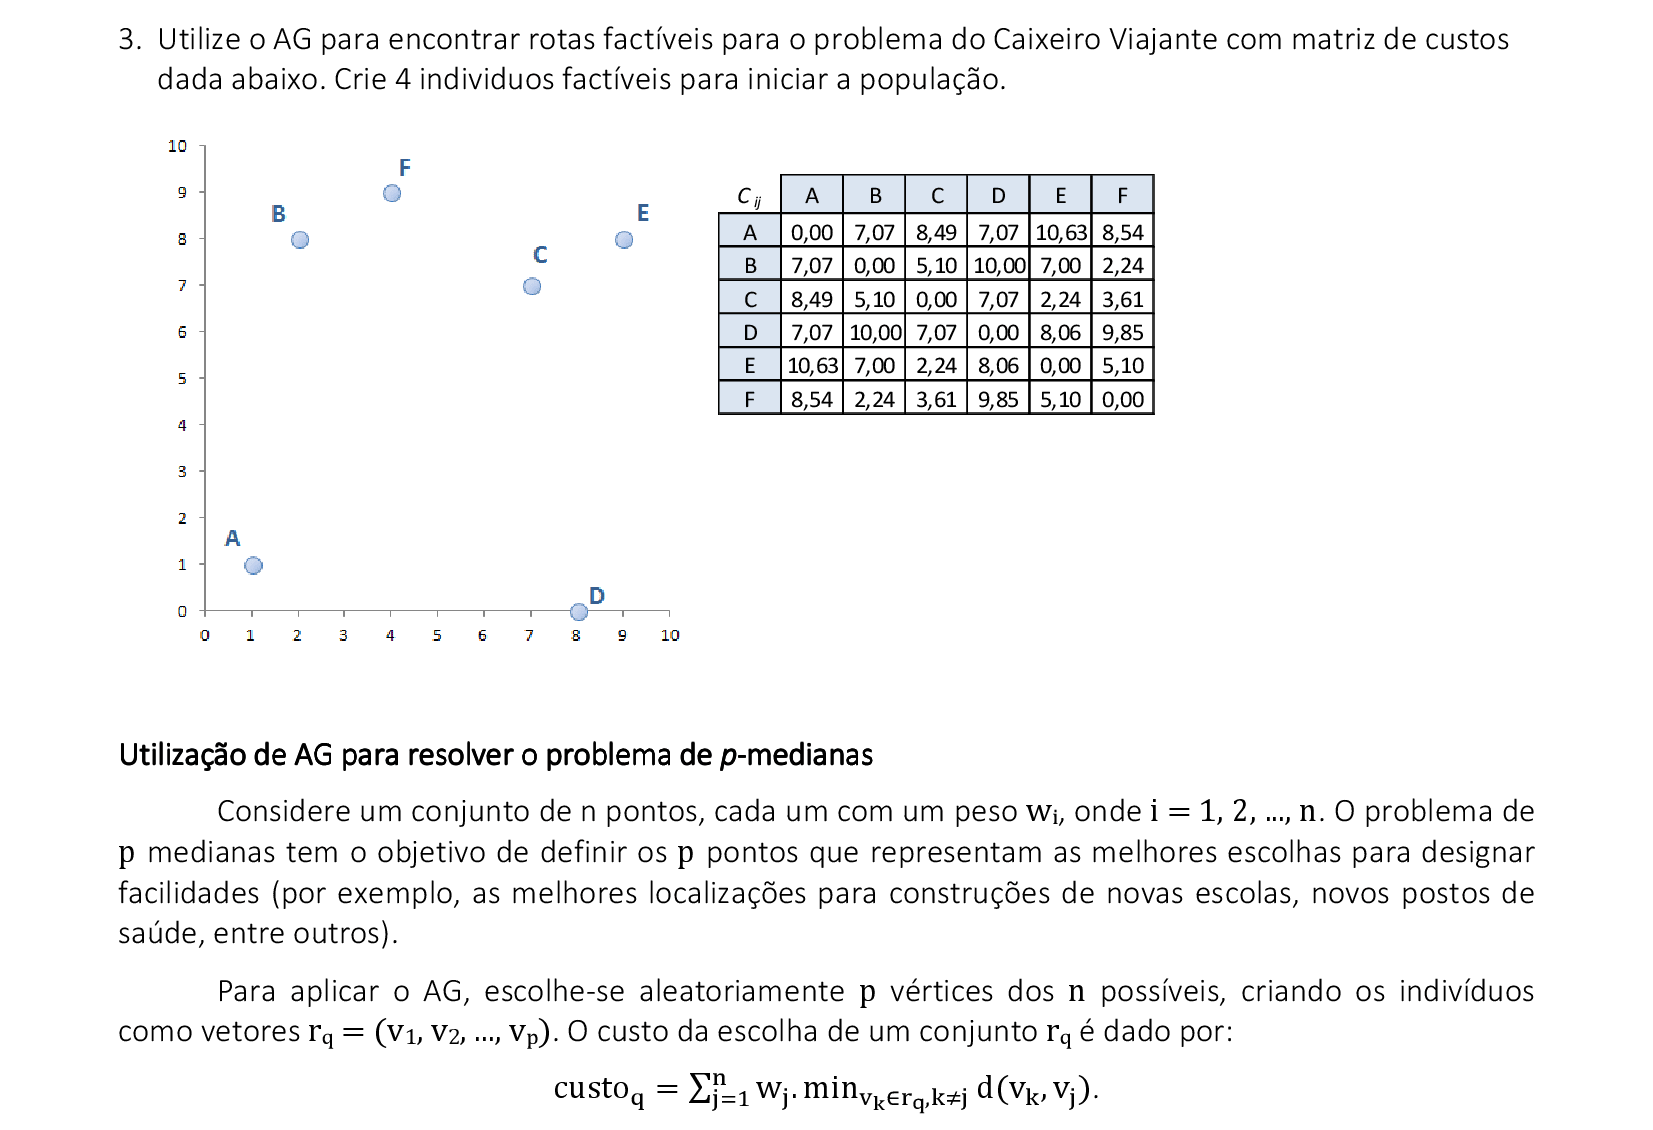 3. Utilize o AG para encontrar rotas factíveis para o problema do Caixeiro Viajante com matriz de custos
dada abaixo. Crie 4 individuos factíveis para iniciar a população.
10
9
8
7
6
5
4
3
2
1
0
0 1 2 3 4 5 6 7 8 9 10
F
B
E
C
A
D
C ij A B C D E F
A 0,00 7,07 8,49 7,07 10,63 8,54
B 7,07 0,00 5,10 10,00 7,00 2,24
C 8,49 5,10 0,00 7,07 2,24 3,61
D 7,07 10,00 7,07 0,00 8,06 9,85
E 10,63 7,00 2,24 8,06 0,00 5,10
F 8,54 2,24 3,61 9,85 5,10 0,00
Utilização de AG para resolver o problema de p-medianas
Considere um conjunto de n pontos, cada um com um peso wᵢ, onde i = 1, 2, ..., n. O problema de
p medianas tem o objetivo de definir os p pontos que representam as melhores escolhas para designar
facilidades (por exemplo, as melhores localizações para construções de novas escolas, novos postos de
saúde, entre outros).
Para aplicar o AG, escolhe-se aleatoriamente p vértices dos n possíveis, criando os indivíduos
como vetores r_q = (v₁, v₂, ..., v_p). O custo da escolha de um conjunto r_q é dado por:
custo_q = ∑ⁿ_{j=1} w_j. min_{v_k∈r_q,k≠j} d(v_k, v_j).